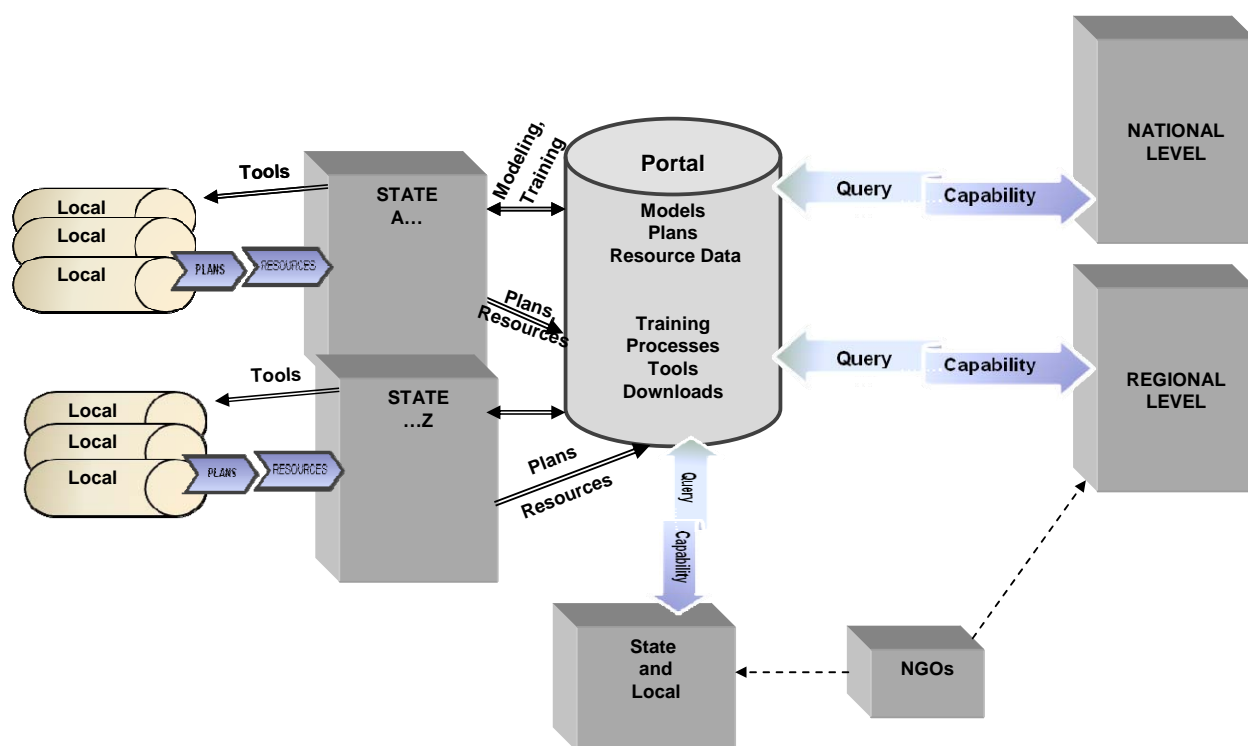 NATIONAL
LEVEL
Query
Capability
Portal
Models
Plans
Resource Data
Training
Processes
Tools
Downloads
Modeling,
Training
Tools
STATE
A…
Local
Local
Local
PLANS
RESOURCES
Plans,
Resources
Query
Capability
REGIONAL
LEVEL
Tools
STATE
…Z
Local
Local
Local
PLANS
RESOURCES
Plans
Resources
Query
Capability
State
and
Local
NGOs